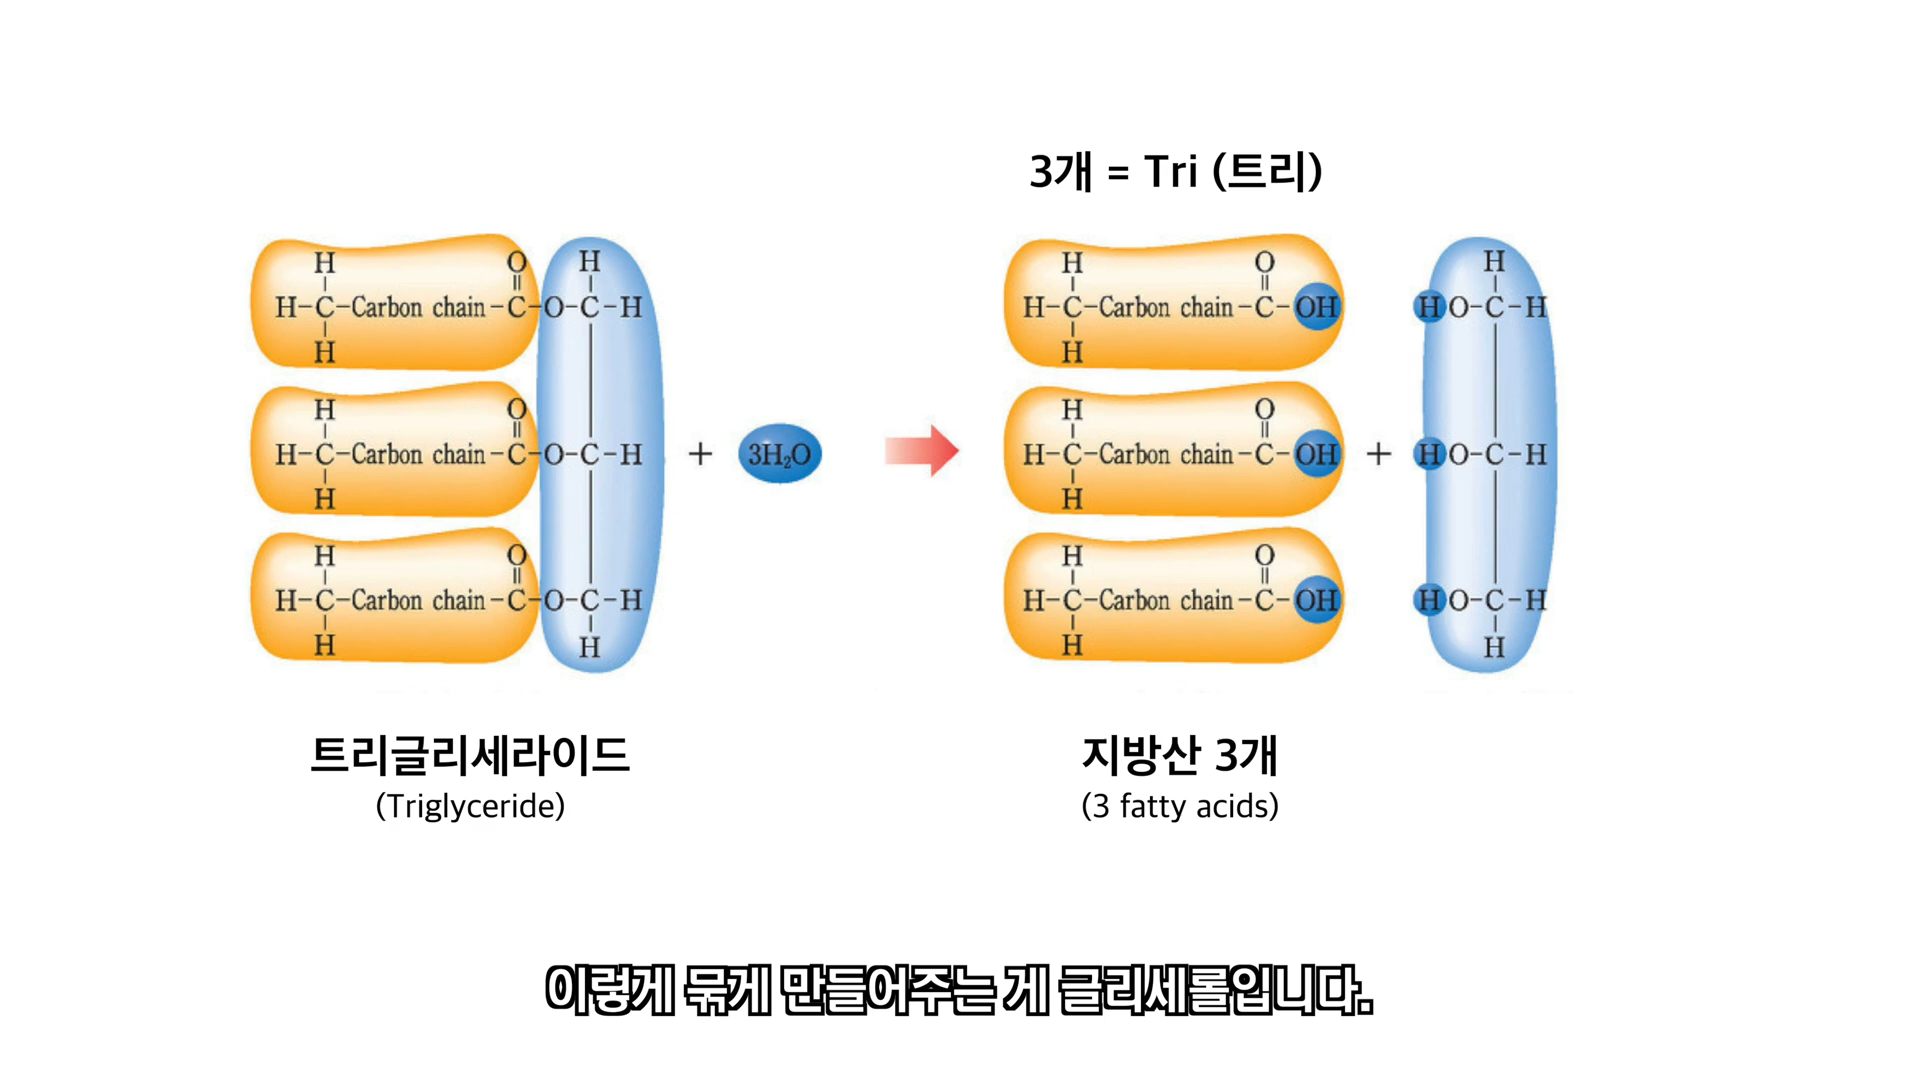 3개 = Tri (트리)
H O H
H-C-Carbon chain-C-O-C-H
H
H O
H-C-Carbon chain-C-O-C-H
H
H O
H-C-Carbon chain-C-O-C-H
H H
+ 3H₂O
H O
H-C-Carbon chain-C-OH
H
H O
H-C-Carbon chain-C-OH
H
H O
H-C-Carbon chain-C-OH
H
+
H
HO-C-H
HO-C-H
HO-C-H
H
트리글리세라이드
(Triglyceride)
지방산 3개
(3 fatty acids)
이렇게 묶게 만들어주는 게 글리세롤입니다.